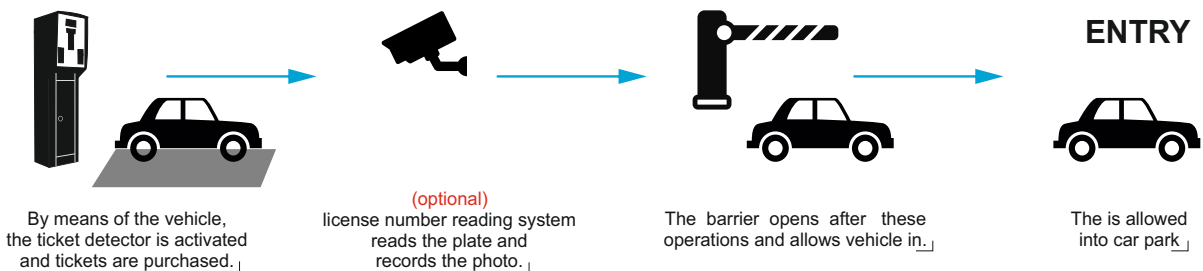 ENTRY
By means of the vehicle,
the ticket detector is activated
and tickets are purchased.
(optional)
license number reading system
reads the plate and
records the photo.
The barrier opens after these
operations and allows vehicle in.
The is allowed
into car park